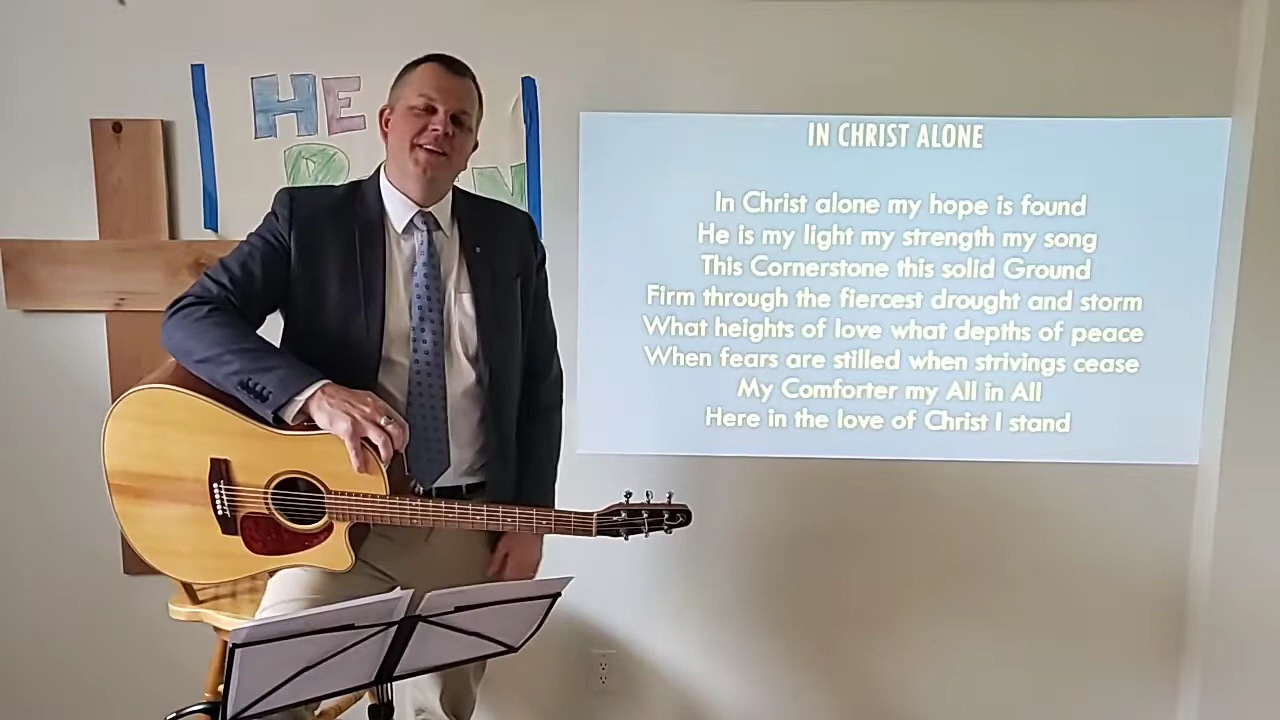 HE
IN CHRIST ALONE
In Christ alone my hope is found
He is my light my strength my song
This Cornerstone this solid Ground
Firm through the fiercest drought and storm
What heights of love what depths of peace
When fears are stilled when strivings cease
My Comforter my All in All
Here in the love of Christ I stand